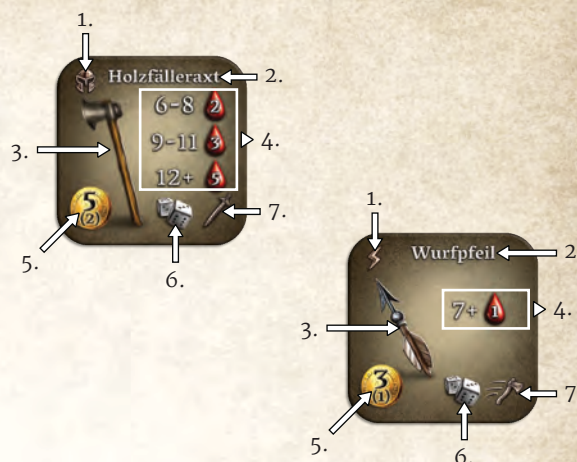 1.
Holzfälleraxt 2.
6-8 2
3. 9-11 3 4.
12+ 5
5 (2) 7.
5. 6.
1.
Wurfpfeil 2
3. 7+ 1 4.
3 (1) 7
5. 6.